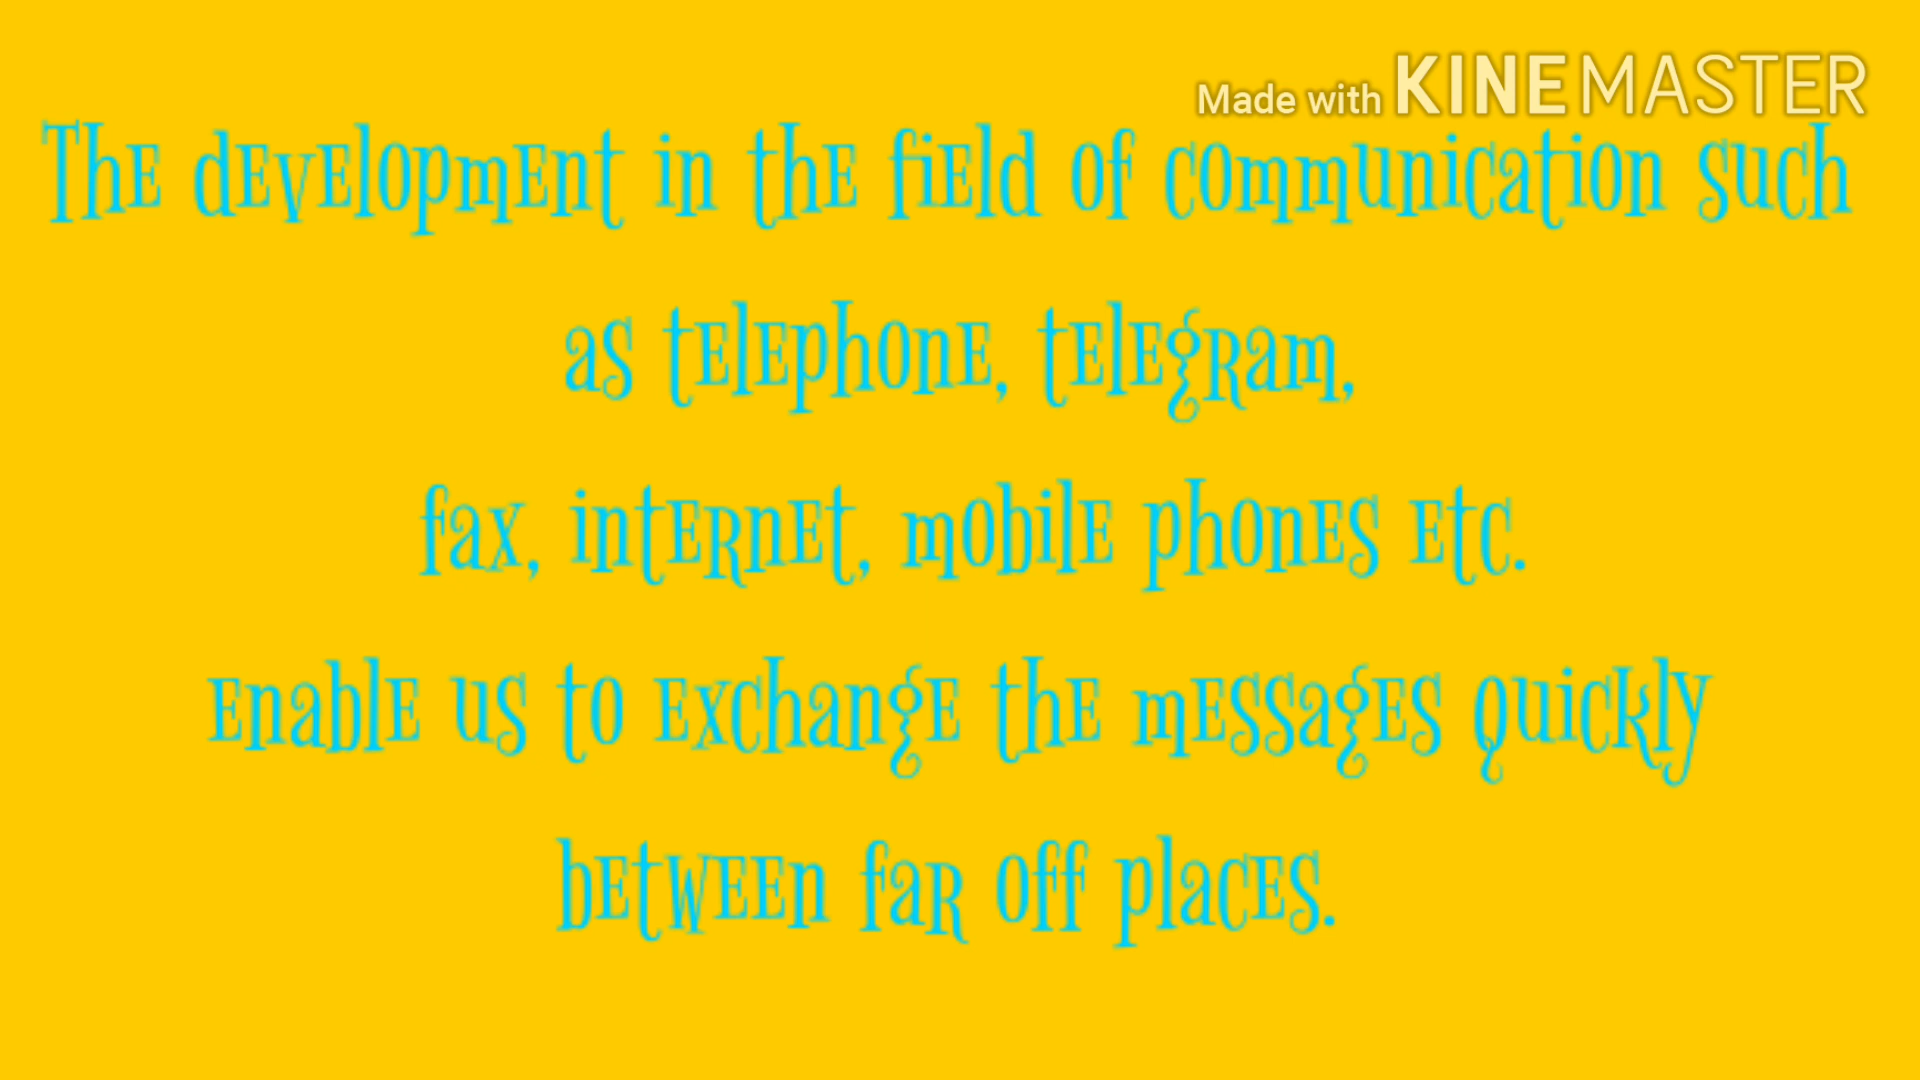 Made with KINEMASTER
The development in the field of communication such
as telephone, telegram,
fax, internet, mobile phones etc.
enable us to exchange the messages quickly
between far off places.